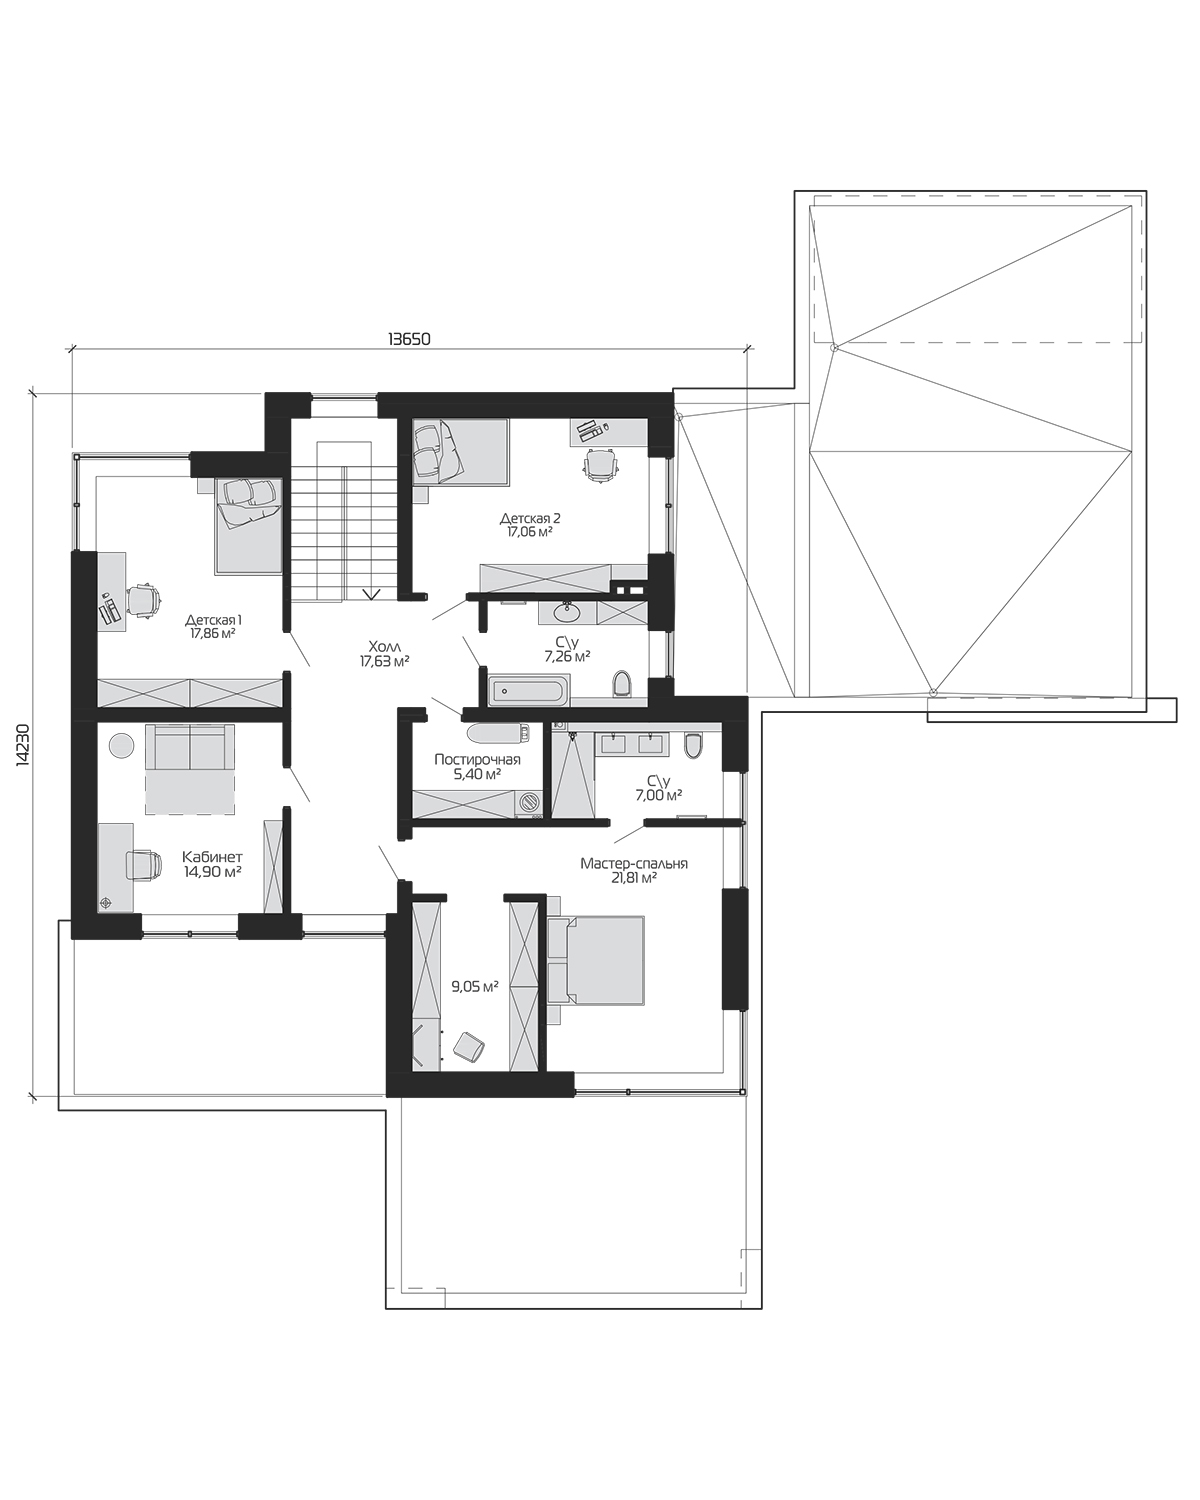 13650
14230
Детская 2
17,06 м²
Детская 1
17,86 м²
Холл
17,63 м²
С\у
7,26 м²
Постирочная
5,40 м²
С\у
7,00 м²
Кабинет
14,90 м²
Мастер-спальня
21,81 м²
9,05 м²